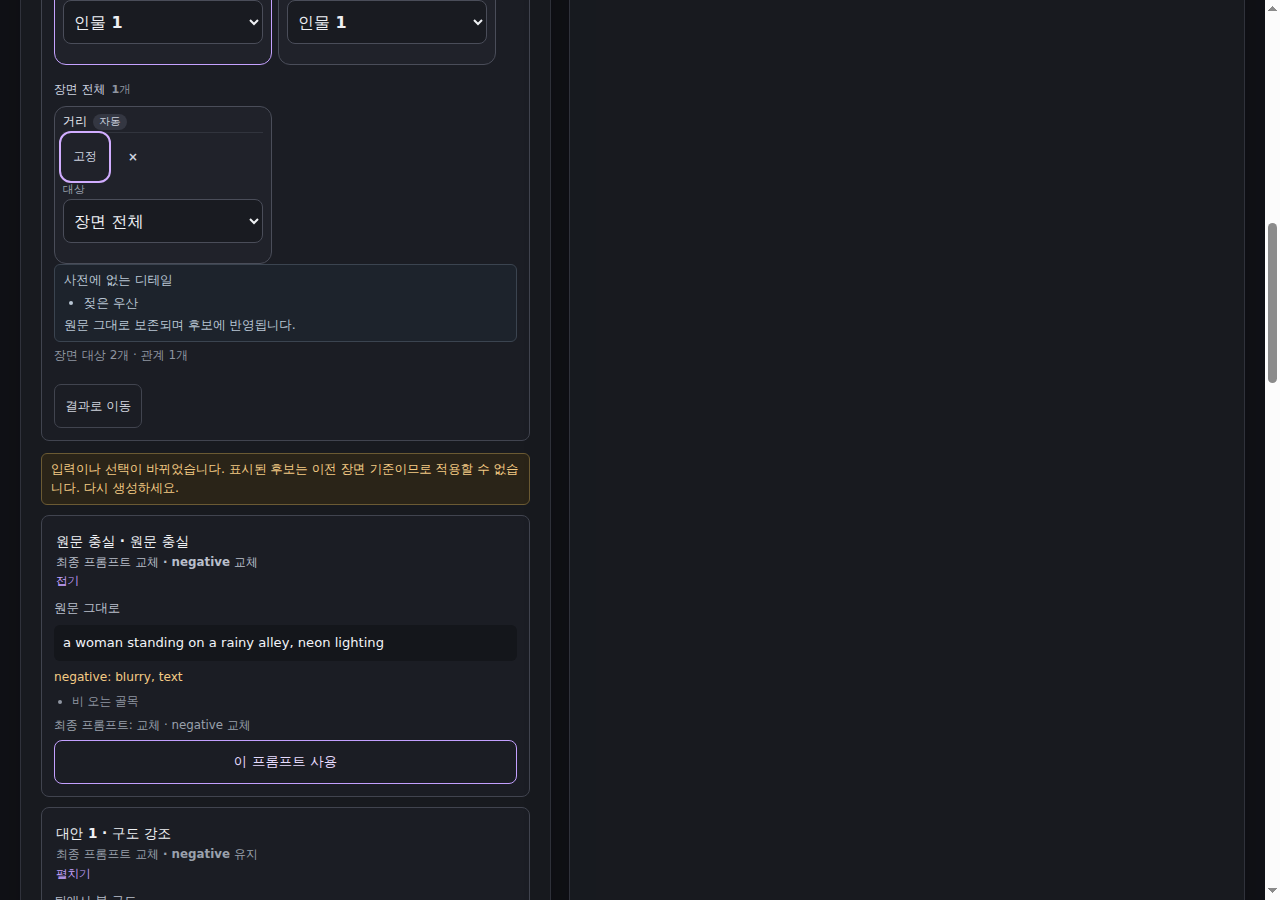 인물 1
인물 1
장면 전체 1개
거리 자동
고정 ×
대상
장면 전체
사전에 없는 디테일
• 젖은 우산
원문 그대로 보존되며 후보에 반영됩니다.
장면 대상 2개 · 관계 1개
결과로 이동
입력이나 선택이 바뀌었습니다. 표시된 후보는 이전 장면 기준이므로 적용할 수 없습
니다. 다시 생성하세요.
원문 충실 · 원문 충실
최종 프롬프트 교체 · negative 교체
접기
원문 그대로
a woman standing on a rainy alley, neon lighting
negative: blurry, text
• 비 오는 골목
최종 프롬프트: 교체 · negative 교체
이 프롬프트 사용
대안 1 · 구도 강조
최종 프롬프트 교체 · negative 유지
펼치기